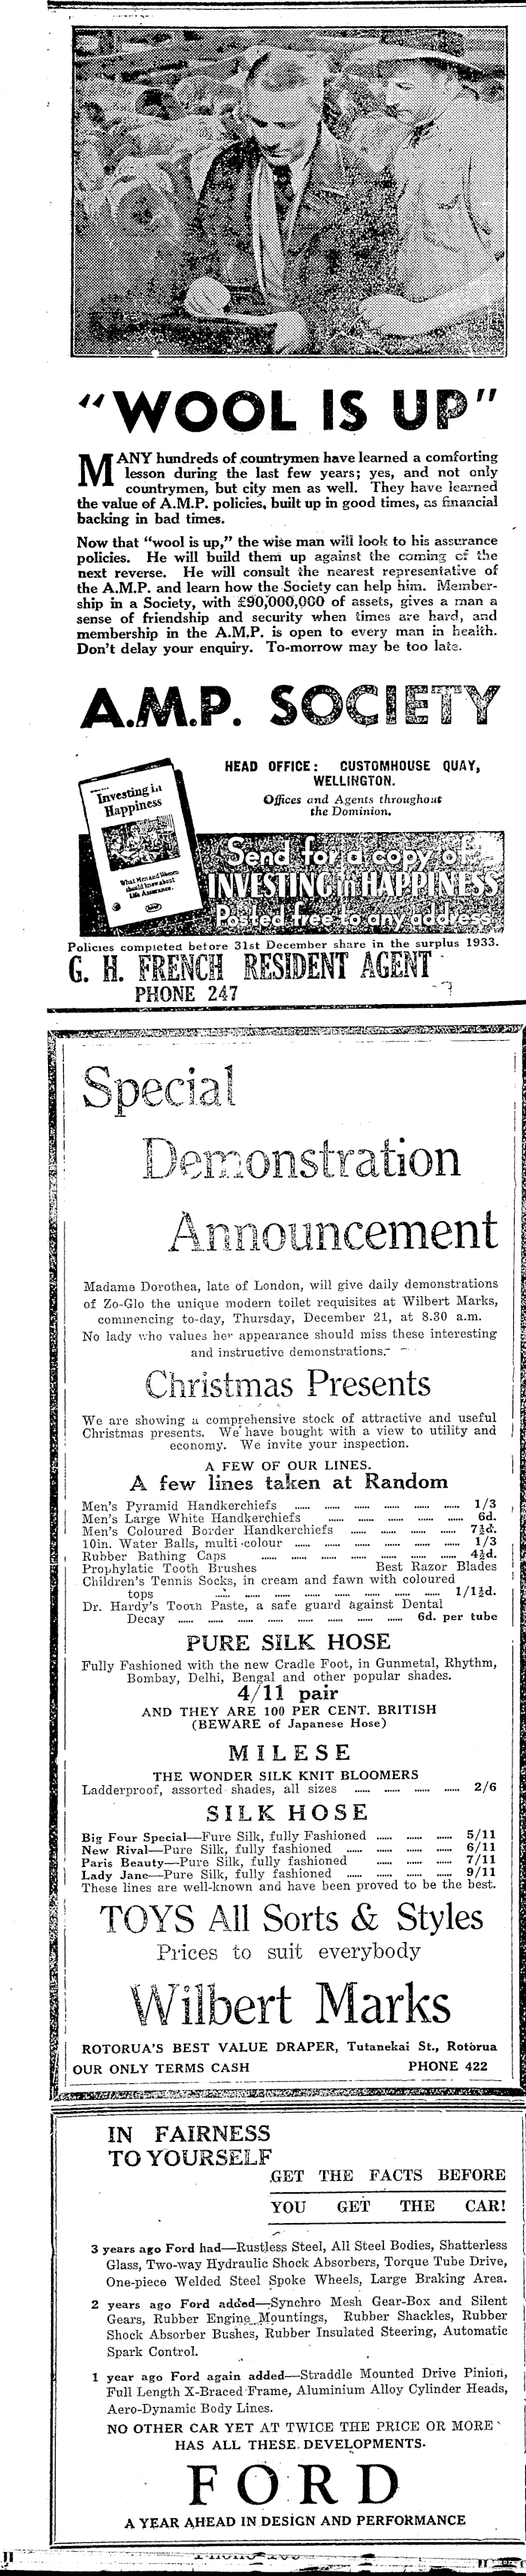 "WOOL IS UP"
MANY hundreds of countrymen have learned a comforting
lesson during the last few years; yes, and not only
countrymen, but city men as well. They have learned
the value of A.M.P. policies, built up in good times, as financial
backing in bad times.
Now that "wool is up," the wise man will look to his assurance
policies. He will build them up against the coming of the
next reverse. He will consult the nearest representative of
the A.M.P. and learn how the Society can help him. Member-
ship in a Society, with £90,000,000 of assets, gives a man a
sense of friendship and security when times are hard, and
membership in the A.M.P. is open to every man in health.
Don't delay your enquiry. To-morrow may be too late.
A.M.P. SOCIETY
HEAD OFFICE: CUSTOMHOUSE QUAY,
WELLINGTON.
Offices and Agents throughout
the Dominion.
Investing in
Happiness
What Men and Women
should know about
Life Assurance.
Send for a copy of
INVESTING in HAPPINESS
Posted free to any address
Policies completed before 31st December share in the surplus 1933.
G. H. FRENCH RESIDENT AGENT
PHONE 247
Special
Demonstration
Announcement
Madame Dorothea, late of London, will give daily demonstrations
of Zo-Glo the unique modern toilet requisites at Wilbert Marks,
commencing to-day, Thursday, December 21, at 8.30 a.m.
No lady who values her appearance should miss these interesting
and instructive demonstrations.
Christmas Presents
We are showing a comprehensive stock of attractive and useful
Christmas presents. We have bought with a view to utility and
economy. We invite your inspection.
A FEW OF OUR LINES.
A few lines taken at Random
Men's Pyramid Handkerchiefs ...... ...... ...... ...... ...... ...... 1/3
Men's Large White Handkerchiefs ...... ...... ...... ...... ...... 6d.
Men's Coloured Border Handkerchiefs ...... ...... ...... ...... 7½d.
10in. Water Balls, multi-colour ...... ...... ...... ...... ...... ...... 1/3
Rubber Bathing Caps ...... ...... ...... ...... ...... ...... ...... 4½d.
Prophylatic Tooth Brushes Best Razor Blades
Children's Tennis Socks, in cream and fawn with coloured
tops ...... ...... ...... ...... ...... ...... ...... 1/1½d.
Dr. Hardy's Tooth Paste, a safe guard against Dental
Decay ...... ...... ...... ...... ...... ...... ...... ...... 6d. per tube
PURE SILK HOSE
Fully Fashioned with the new Cradle Foot, in Gunmetal, Rhythm,
Bombay, Delhi, Bengal and other popular shades.
4/11 pair
AND THEY ARE 100 PER CENT. BRITISH
(BEWARE of Japanese Hose)
MILESE
THE WONDER SILK KNIT BLOOMERS
Ladderproof, assorted shades, all sizes ...... ...... ...... ...... 2/6
SILK HOSE
Big Four Special—Pure Silk, fully Fashioned ...... ...... ...... 5/11
New Rival—Pure Silk, fully fashioned ...... ...... ...... ...... 6/11
Paris Beauty—Pure Silk, fully fashioned ...... ...... ...... 7/11
Lady Jane—Pure Silk, fully fashioned ...... ...... ...... ...... 9/11
These lines are well-known and have been proved to be the best.
TOYS All Sorts & Styles
Prices to suit everybody
Wilbert Marks
ROTORUA'S BEST VALUE DRAPER, Tutanekai St., Rotorua
OUR ONLY TERMS CASH PHONE 422
IN FAIRNESS
TO YOURSELF
GET THE FACTS BEFORE
YOU GET THE CAR!
3 years ago Ford had—Rustless Steel, All Steel Bodies, Shatterless
Glass, Two-way Hydraulic Shock Absorbers, Torque Tube Drive,
One-piece Welded Steel Spoke Wheels, Large Braking Area.
2 years ago Ford added—Synchro Mesh Gear-Box and Silent
Gears, Rubber Engine Mountings, Rubber Shackles, Rubber
Shock Absorber Bushes, Rubber Insulated Steering, Automatic
Spark Control.
1 year ago Ford again added—Straddle Mounted Drive Pinion,
Full Length X-Braced Frame, Aluminium Alloy Cylinder Heads,
Aero-Dynamic Body Lines.
NO OTHER CAR YET AT TWICE THE PRICE OR MORE
HAS ALL THESE DEVELOPMENTS.
FORD
A YEAR AHEAD IN DESIGN AND PERFORMANCE